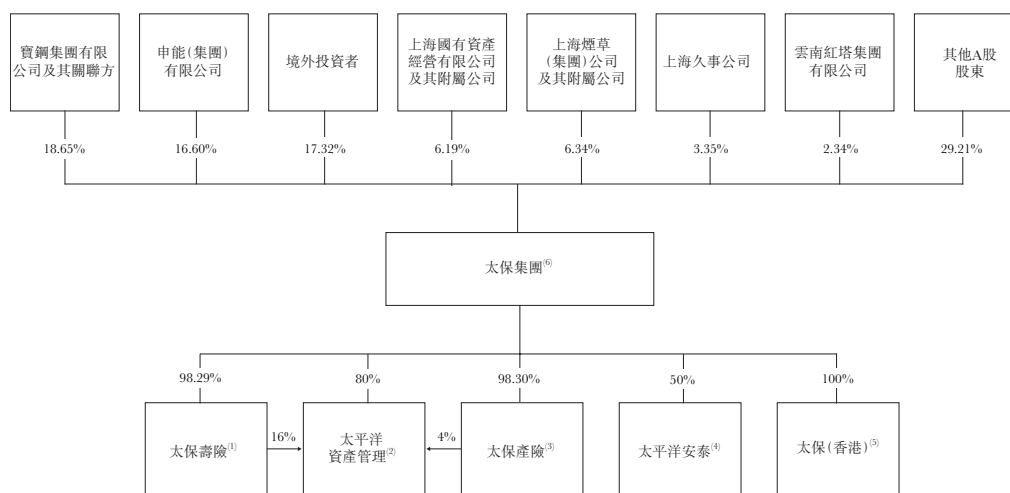 寶鋼集團有限
公司及其關聯方
申能(集團)
有限公司
境外投資者
上海國有資產
經營有限公司
及其附屬公司
上海煙草
(集團)公司
及其附屬公司
上海久事公司
雲南紅塔集團
有限公司
其他A股
股東
18.65%
16.60%
17.32%
6.19%
6.34%
3.35%
2.34%
29.21%
太保集團(6)
98.29%
80%
98.30%
50%
100%
太保壽險(1)
16%
太平洋
資產管理(2)
4%
太保產險(3)
太平洋安泰(4)
太保(香港)(5)